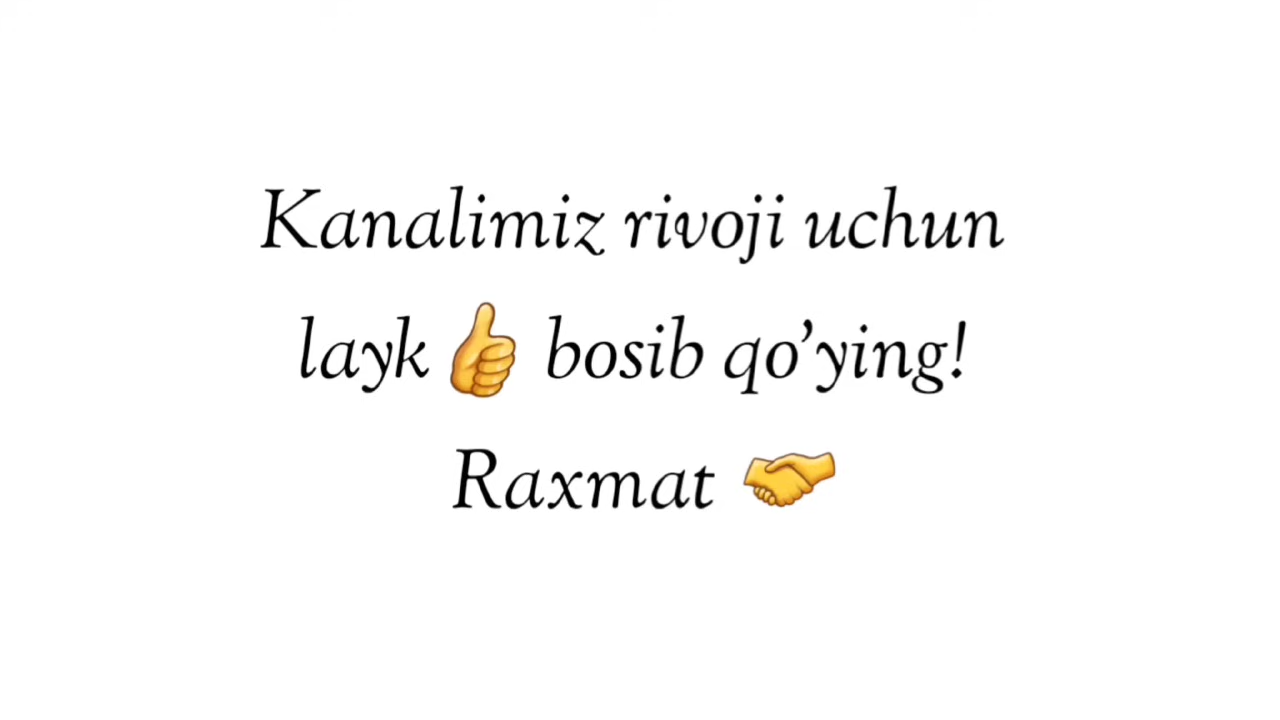 Kanalimiz rivoji uchun
layk👍 bosib qo’ying!
Raxmat 🤝